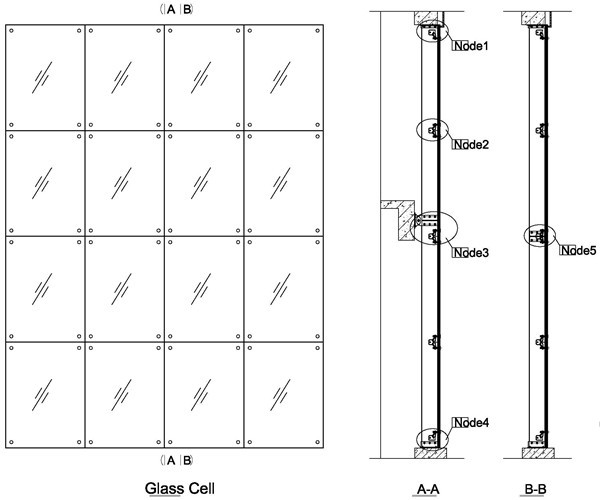 A B
Node1
Node2
Node3
Node5
Node4
A B
Glass Cell
A-A
B-B